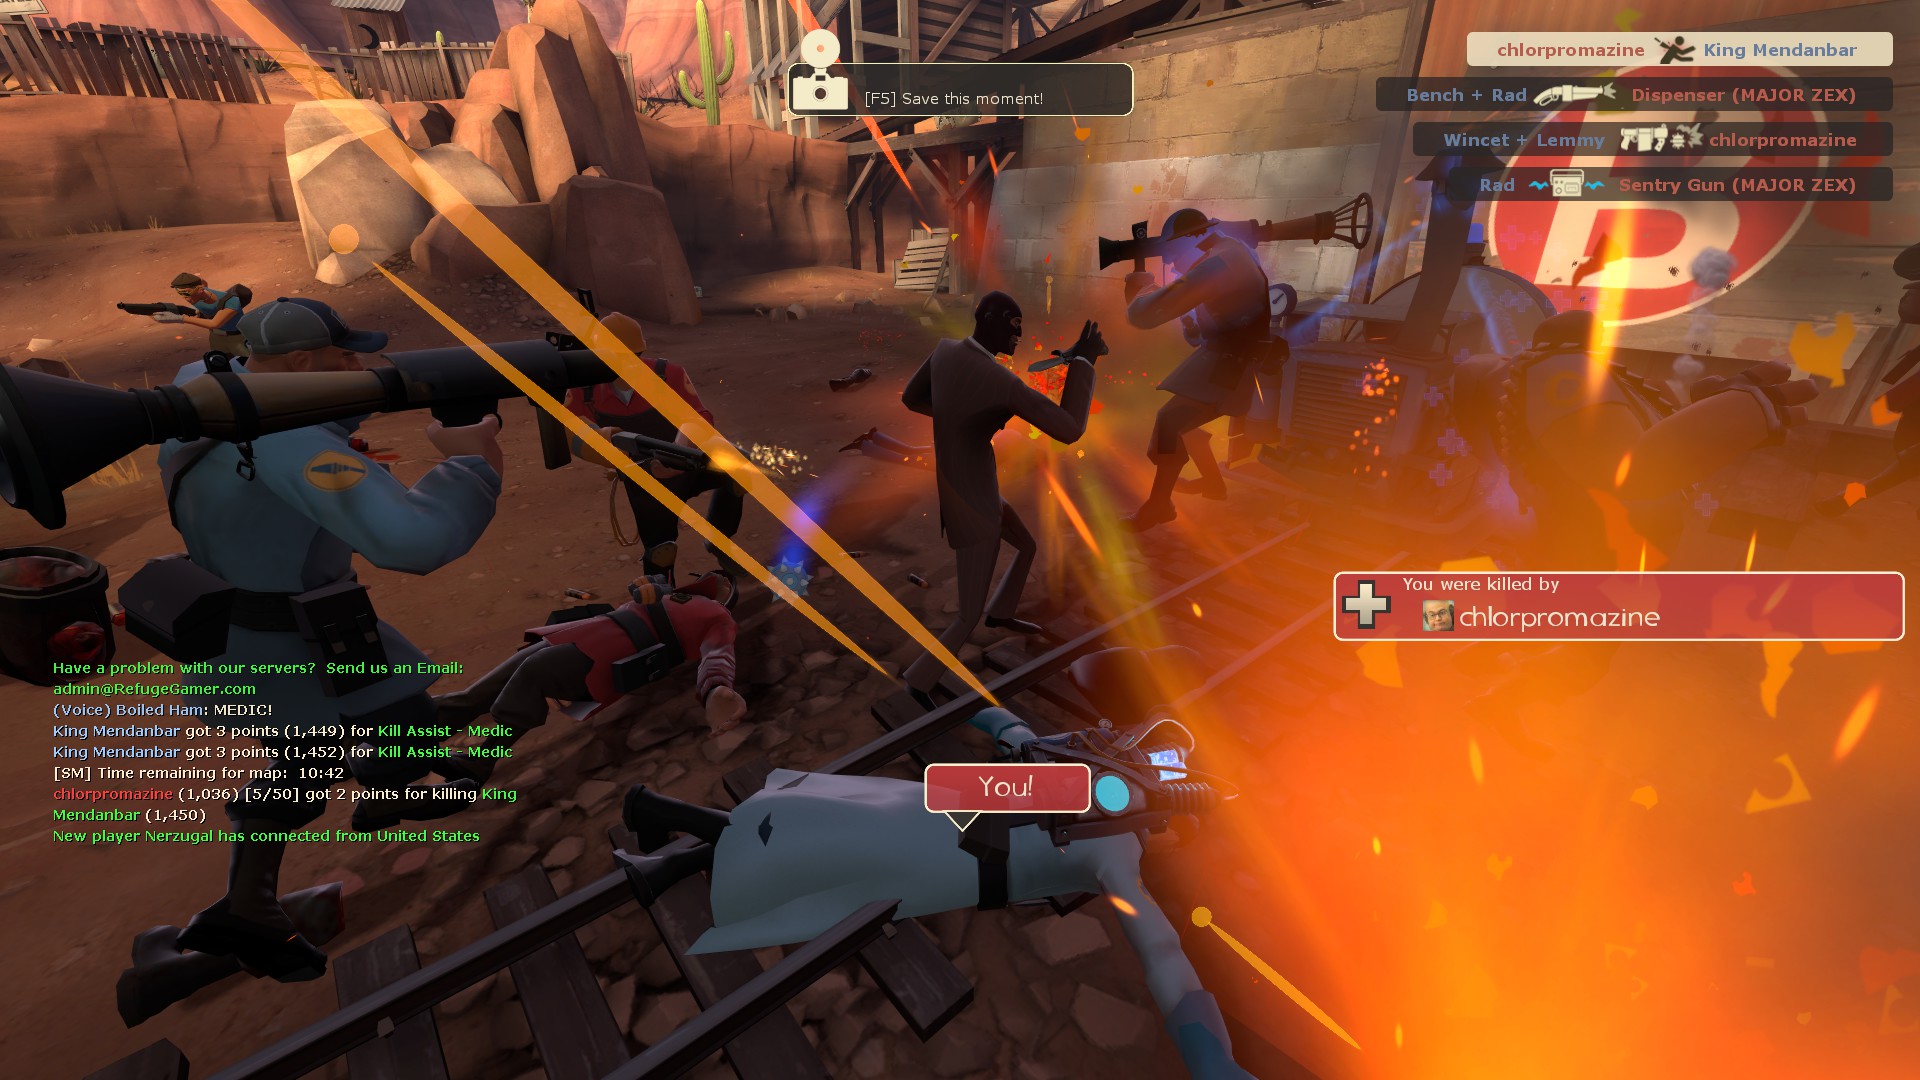 [F5] Save this moment!
chlorpromazine King Mendanbar
Bench + Rad Dispenser (MAJOR ZEX)
Wincet + Lemmy chlorpromazine
Rad Sentry Gun (MAJOR ZEX)
B
You were killed by
chlorpromazine
Have a problem with our servers?  Send us an Email:
admin@RefugeGamer.com
(Voice) Boiled Ham: MEDIC!
King Mendanbar got 3 points (1,449) for Kill Assist - Medic
King Mendanbar got 3 points (1,452) for Kill Assist - Medic
[SM] Time remaining for map:  10:42
chlorpromazine (1,036) [5/50] got 2 points for killing King
Mendanbar (1,450)
New player Nerzugal has connected from United States
You!